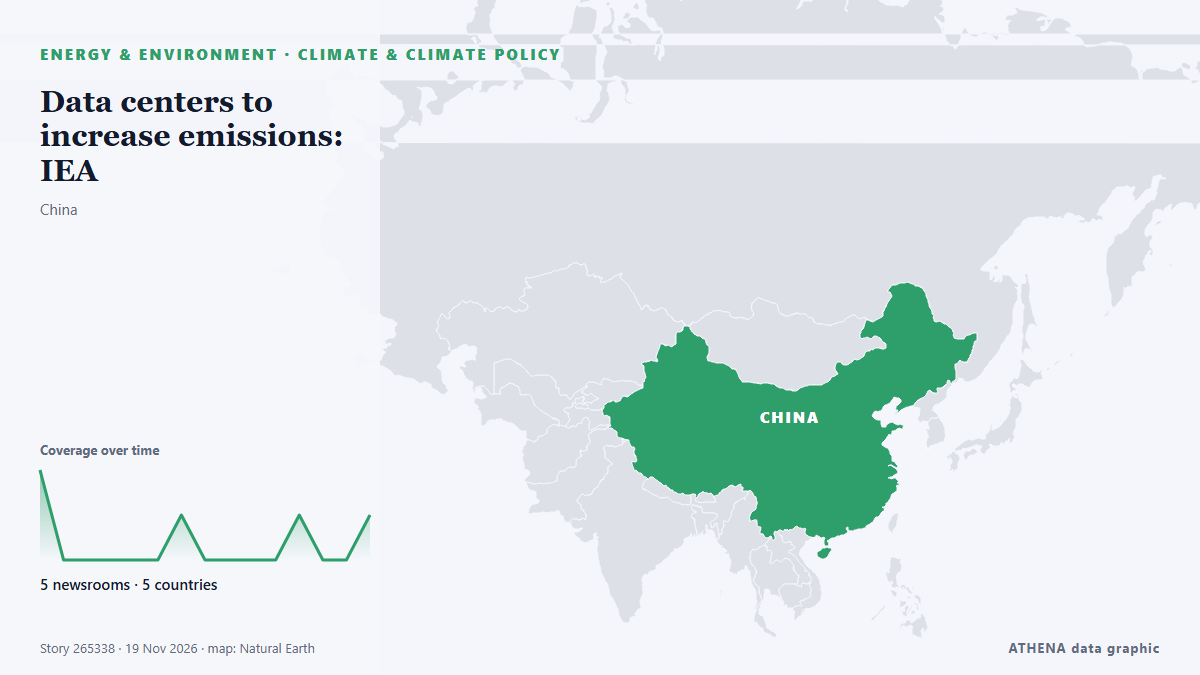 ENERGY & ENVIRONMENT · CLIMATE & CLIMATE POLICY
Data centers to
increase emissions:
IEA
China
CHINA
Coverage over time
5 newsrooms · 5 countries
Story 265338 · 19 Nov 2026 · map: Natural Earth
ATHENA data graphic